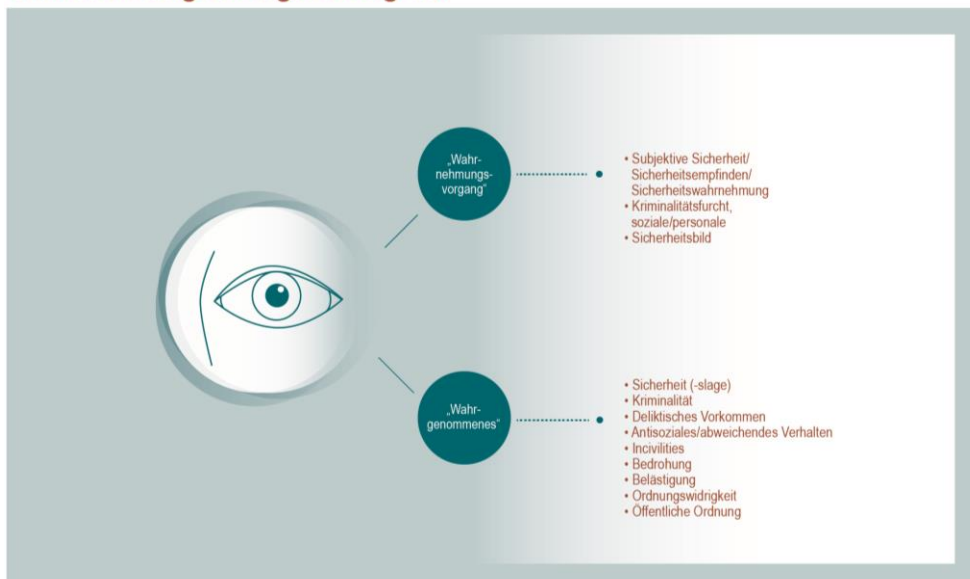 „Wahr-
nehmungs-
vorgang"
• Subjektive Sicherheit/
Sicherheitsempfinden/
Sicherheitswahrnehmung
• Kriminalitätsfurcht,
soziale/personale
• Sicherheitsbild
„Wahr-
genommenes"
• Sicherheit (-slage)
• Kriminalität
• Deliktisches Vorkommen
• Antisoziales/abweichendes Verhalten
• Incivilities
• Bedrohung
• Belästigung
• Ordnungswidrigkeit
• Öffentliche Ordnung